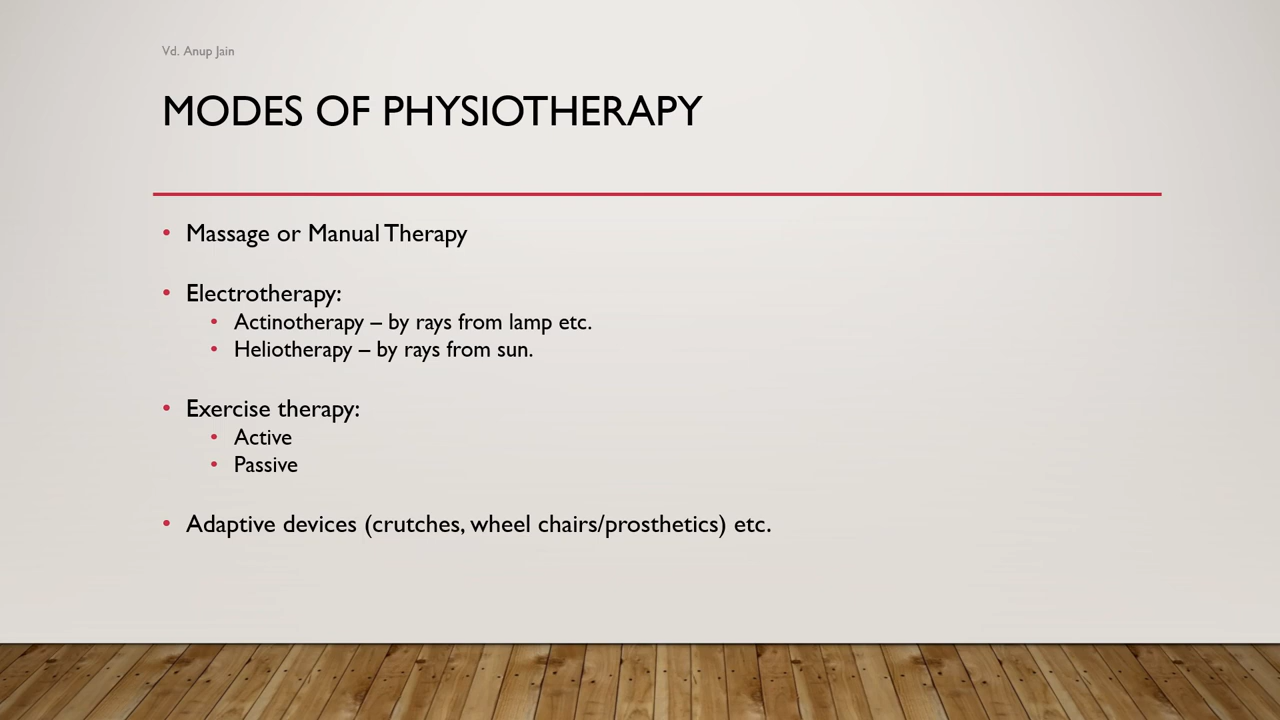 Vd. Anup Jain
MODES OF PHYSIOTHERAPY
• Massage or Manual Therapy
• Electrotherapy:
• Actinotherapy – by rays from lamp etc.
• Heliotherapy – by rays from sun.
• Exercise therapy:
• Active
• Passive
• Adaptive devices (crutches, wheel chairs/prosthetics) etc.